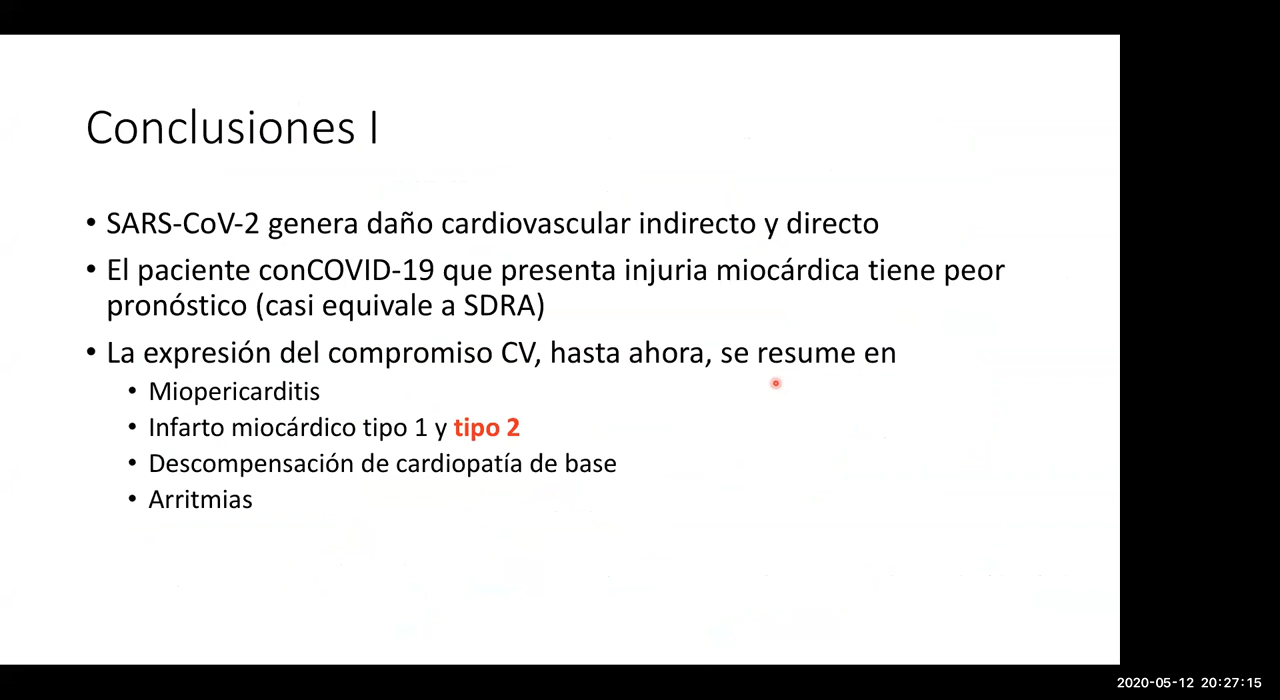 Conclusiones I
• SARS-CoV-2 genera daño cardiovascular indirecto y directo
• El paciente conCOVID-19 que presenta injuria miocárdica tiene peor
pronóstico (casi equivale a SDRA)
• La expresión del compromiso CV, hasta ahora, se resume en
• Miopericarditis
• Infarto miocárdico tipo 1 y tipo 2
• Descompensación de cardiopatía de base
• Arritmias
2020-05-12 20:27:15